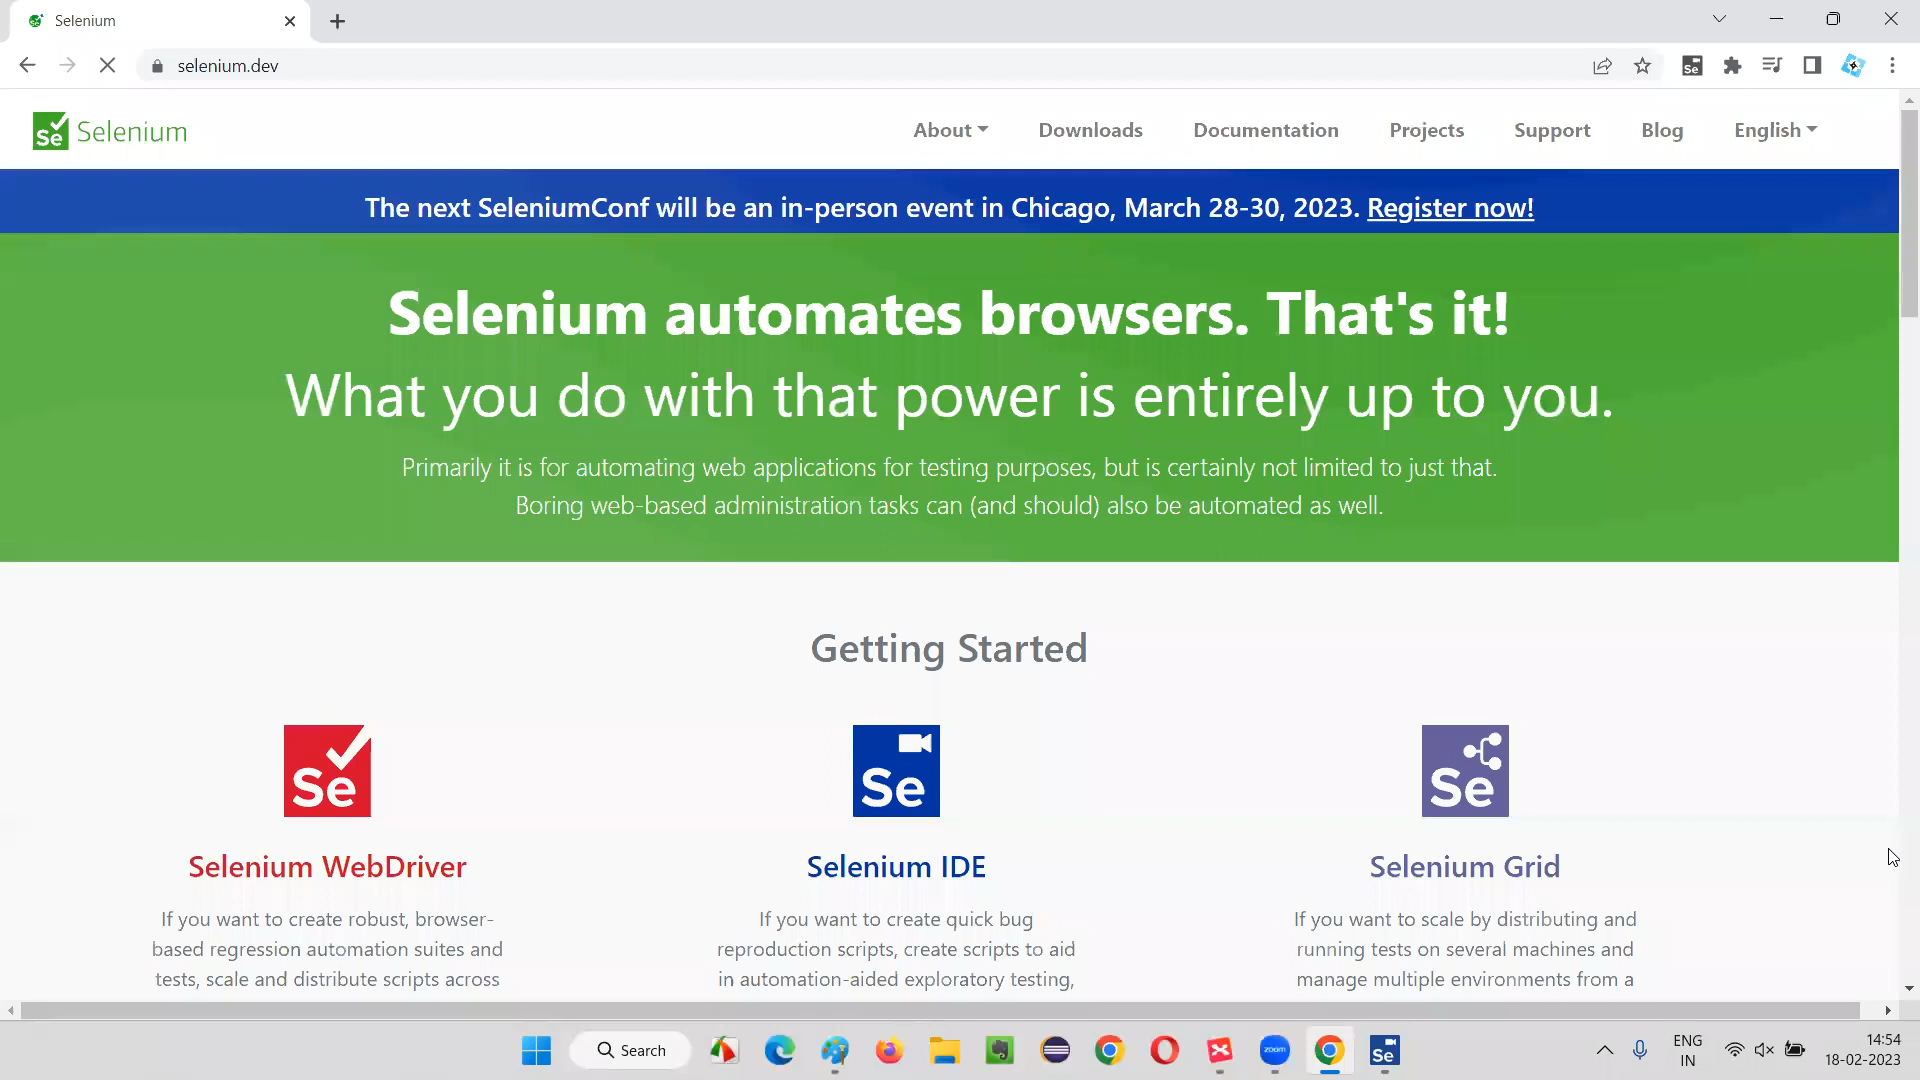 Selenium
selenium.dev
Se
Se Selenium
About
Downloads
Documentation
Projects
Support
Blog
English
The next SeleniumConf will be an in-person event in Chicago, March 28-30, 2023. Register now!
Selenium automates browsers. That's it!
What you do with that power is entirely up to you.
Primarily it is for automating web applications for testing purposes, but is certainly not limited to just that.
Boring web-based administration tasks can (and should) also be automated as well.
Getting Started
Se
Se
Se
Selenium WebDriver
Selenium IDE
Selenium Grid
If you want to create robust, browser-
based regression automation suites and
tests, scale and distribute scripts across
If you want to create quick bug
reproduction scripts, create scripts to aid
in automation-aided exploratory testing,
If you want to scale by distributing and
running tests on several machines and
manage multiple environments from a
Search
zoom
Se
ENG
IN
14:54
18-02-2023